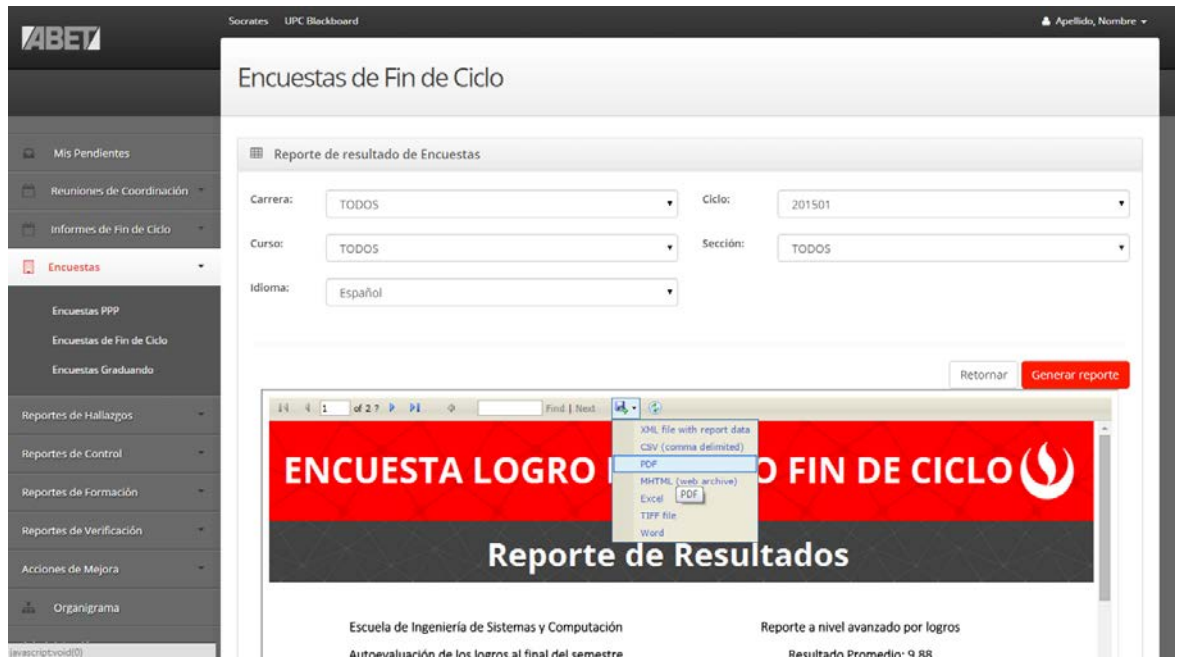 ABET
Socrates UPC Blackboard Apellido, Nombre
Encuestas de Fin de Ciclo
Mis Pendientes
Reuniones de Coordinación
Informes de Fin de Ciclo
Encuestas
Encuestas PPP
Encuestas de Fin de Ciclo
Encuestas Graduando
Reportes de Hallazgos
Reportes de Control
Reportes de Formación
Reportes de Verificación
Acciones de Mejora
Organigrama
javascript:void(0)
Reporte de resultado de Encuestas
Carrera: TODOS Ciclo: 201501
Curso: TODOS Sección: TODOS
Idioma: Español
Retornar Generar reporte
1 of 2 ? Find | Next
XML file with report data
CSV (comma delimited)
PDF
MHTML (web archive)
Excel
PDF
TIFF file
Word
ENCUESTA LOGRO O FIN DE CICLO
Reporte de Resultados
Escuela de Ingeniería de Sistemas y Computación Reporte a nivel avanzado por logros
Autoevaluación de los logros al final del semestre Resultado Promedio: 9.88